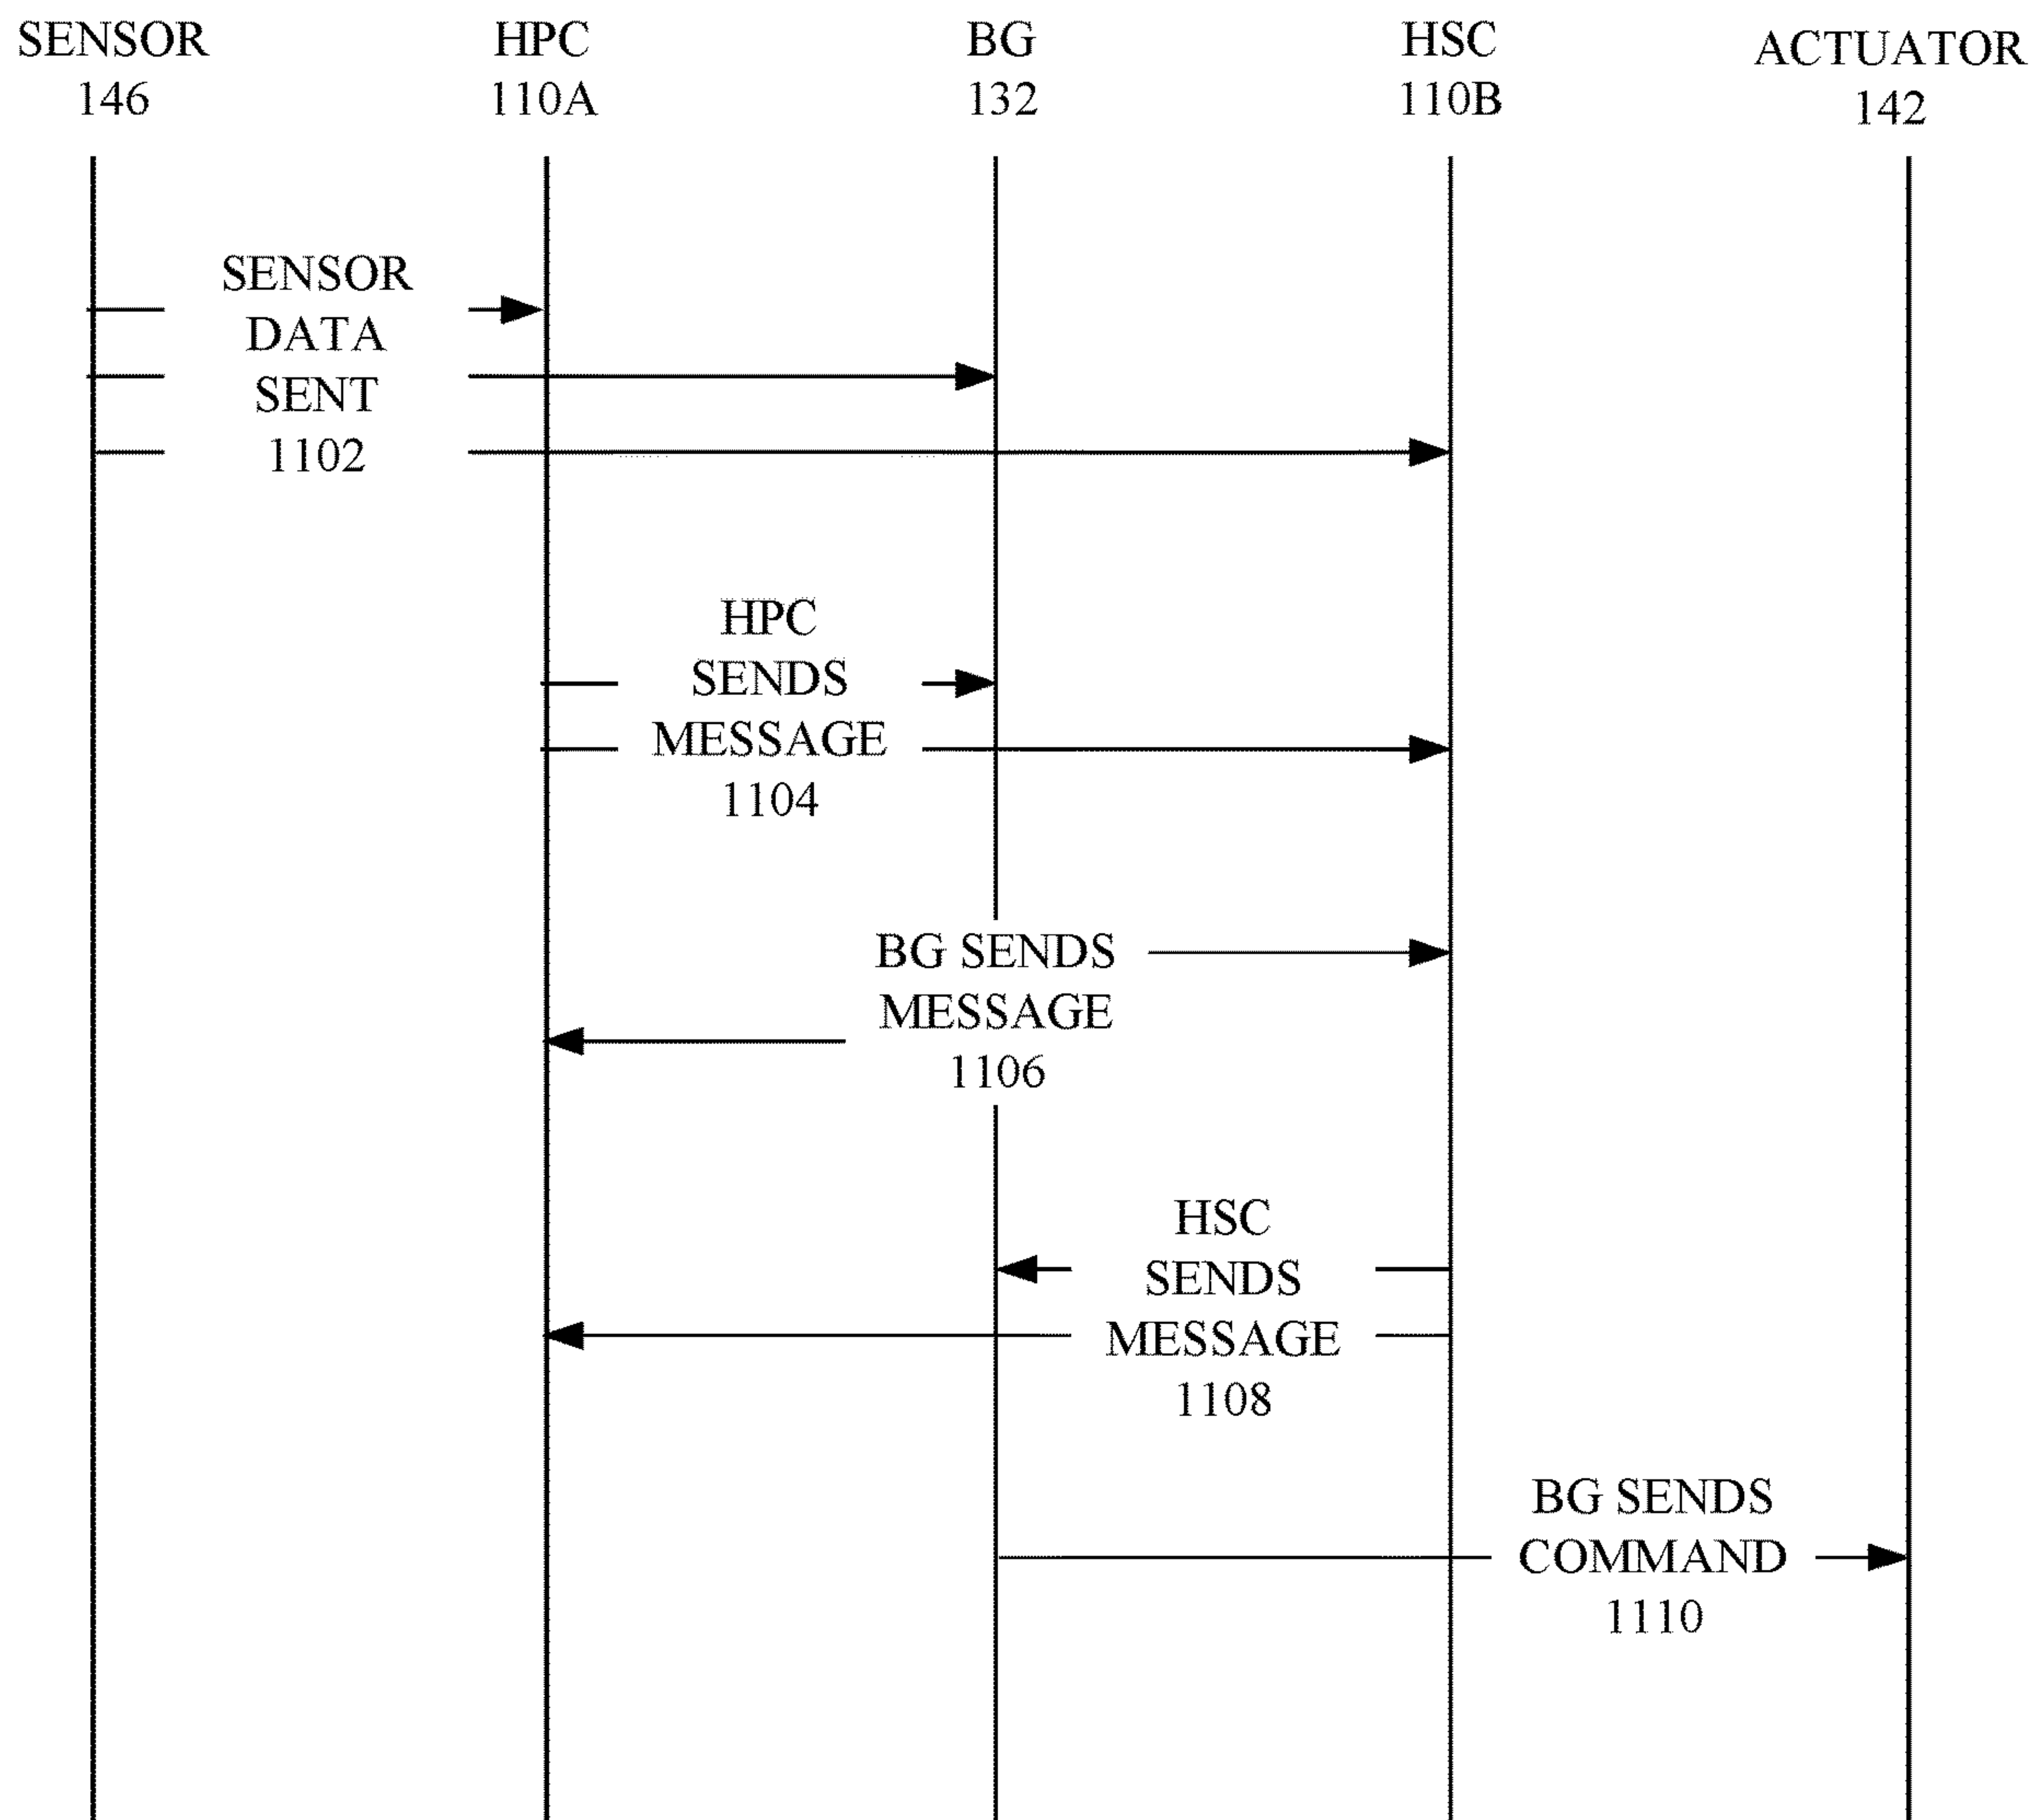 SENSOR
146
HPC
110A
BG
132
HSC
110B
ACTUATOR
142
SENSOR
DATA
SENT
1102
HPC
SENDS
MESSAGE
1104
BG SENDS
MESSAGE
1106
HSC
SENDS
MESSAGE
1108
BG SENDS
COMMAND
1110